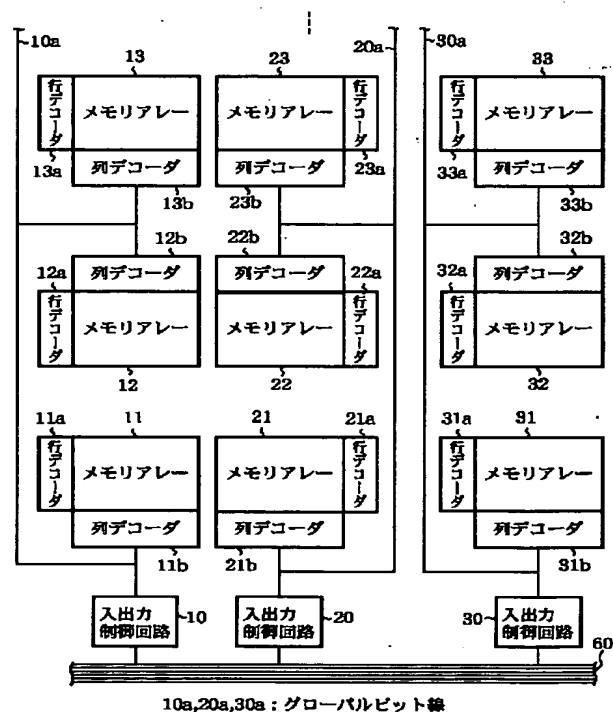 10a
20a
30a
13
23
33
行デコーダ
メモリアレー
メモリアレー
行デコーダ
行デコーダ
メモリアレー
13a
列デコーダ
列デコーダ
23a
33a
列デコーダ
13b
23b
33b
12b
22b
32b
12a
列デコーダ
列デコーダ
22a
32a
列デコーダ
行デコーダ
メモリアレー
メモリアレー
行デコーダ
行デコーダ
メモリアレー
12
22
32
11a
11
21
21a
31a
31
行デコーダ
メモリアレー
メモリアレー
行デコーダ
行デコーダ
メモリアレー
列デコーダ
列デコーダ
列デコーダ
11b
21b
31b
入出力
制御回路
10
入出力
制御回路
20
30
入出力
制御回路
60
10a,20a,30a：グローバルビット線